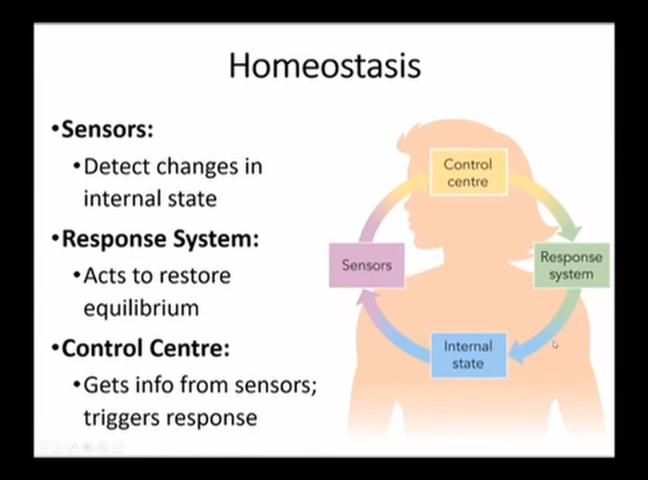 Homeostasis
•Sensors:
•Detect changes in
internal state
•Response System:
•Acts to restore
equilibrium
•Control Centre:
•Gets info from sensors;
triggers response
Control
centre
Sensors
Response
system
Internal
state